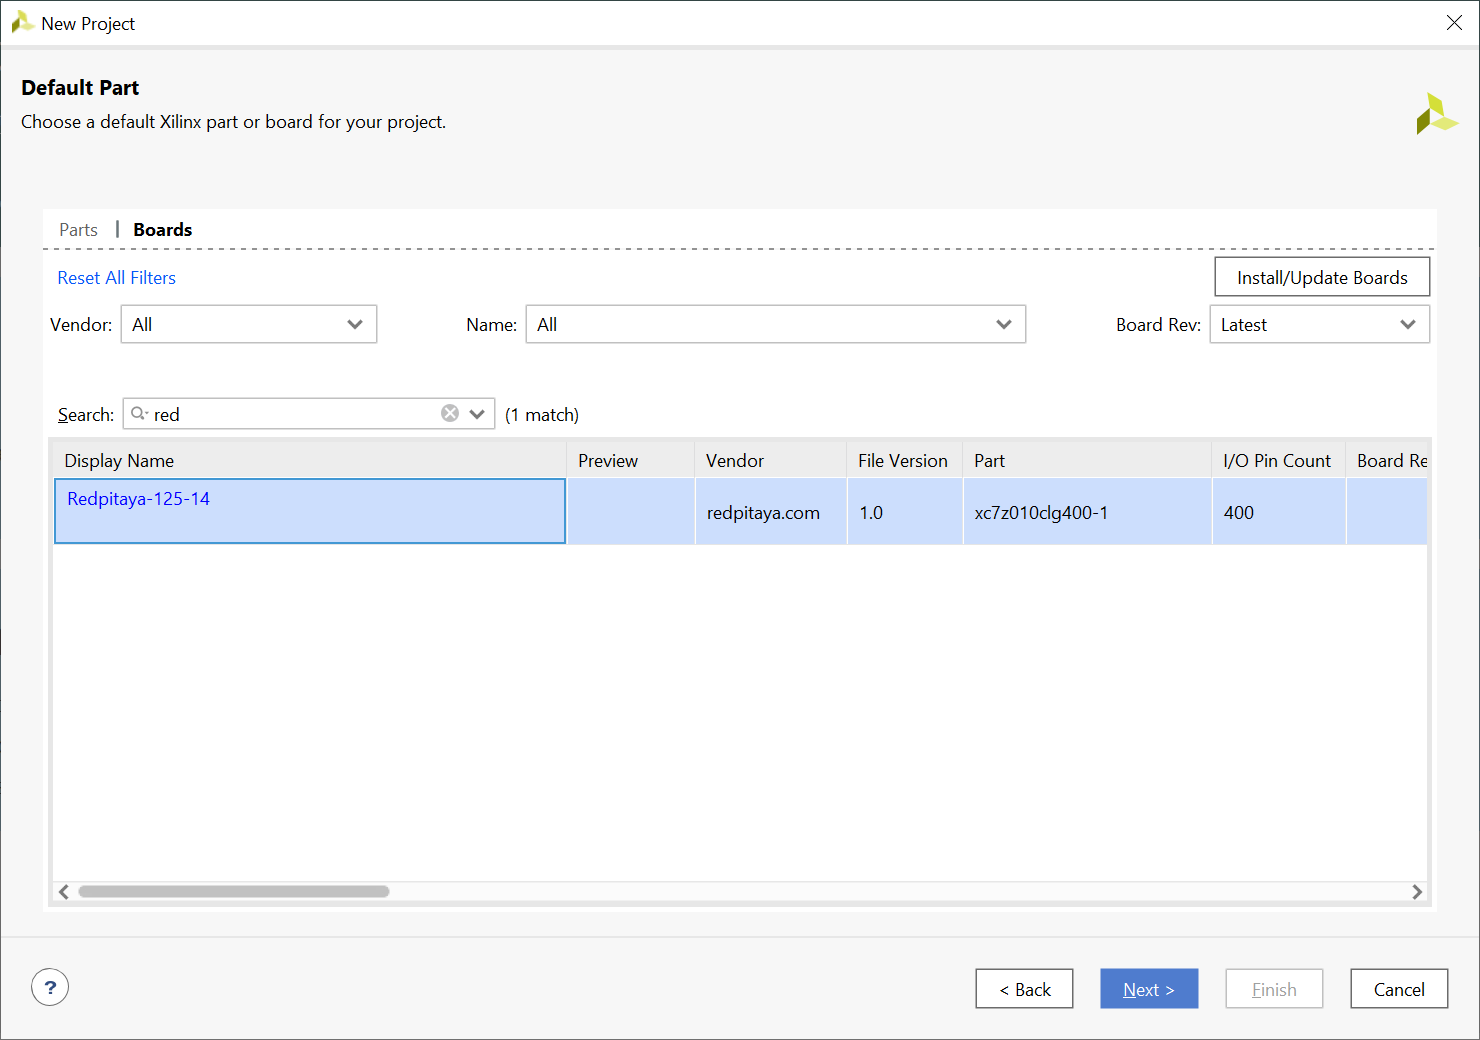 New Project
Default Part
Choose a default Xilinx part or board for your project.
Parts | Boards
Reset All Filters
Install/Update Boards
Vendor: All Name: All Board Rev: Latest
Search: red (1 match)
Display Name Preview Vendor File Version Part I/O Pin Count Board Re
Redpitaya-125-14 redpitaya.com 1.0 xc7z010clg400-1 400
? < Back Next > Finish Cancel